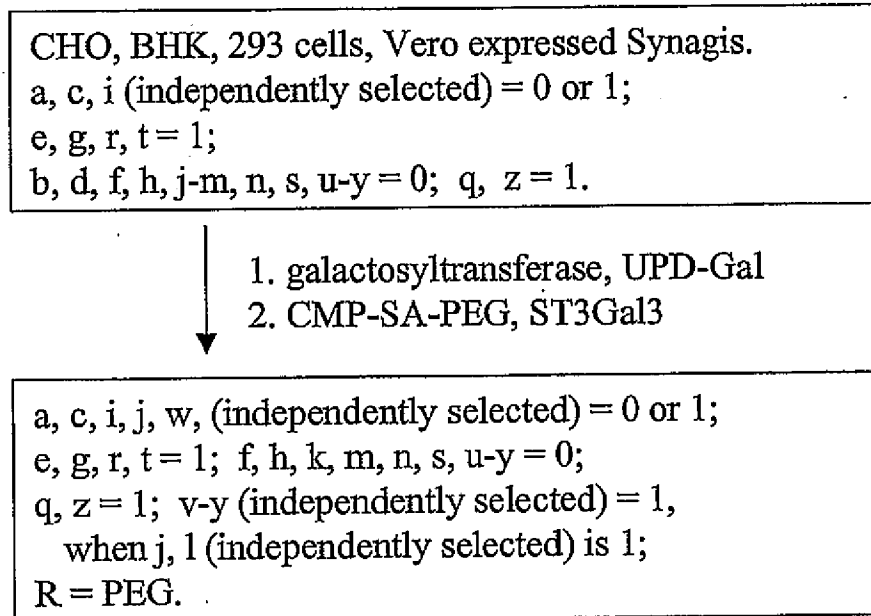 CHO, BHK, 293 cells, Vero expressed Synagis.
a, c, i (independently selected) = 0 or 1;
e, g, r, t = 1;
b, d, f, h, j-m, n, s, u-y = 0; q, z = 1.
1. galactosyltransferase, UPD-Gal
2. CMP-SA-PEG, ST3Gal3
a, c, i, j, w, (independently selected) = 0 or 1;
e, g, r, t = 1; f, h, k, m, n, s, u-y = 0;
q, z = 1; v-y (independently selected) = 1,
when j, l (independently selected) is 1;
R = PEG.